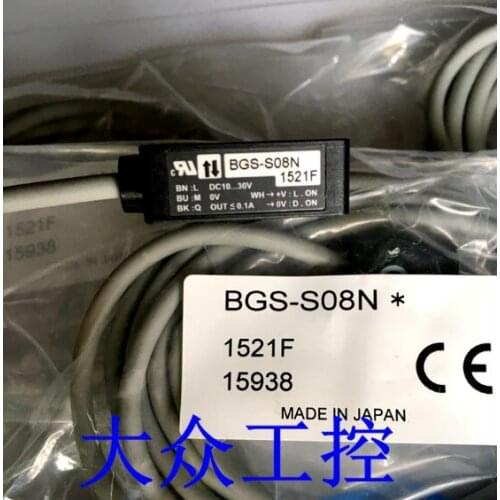 BGS-S08N
1521F
BN : L DC10...30V
BU : M 0V WH→+V : L . ON
BK : Q OUT ≤ 0.1A →0V : D . ON
1521F
15938
BGS-S08N *
1521F
15938
CE
MADE IN JAPAN
大众工控